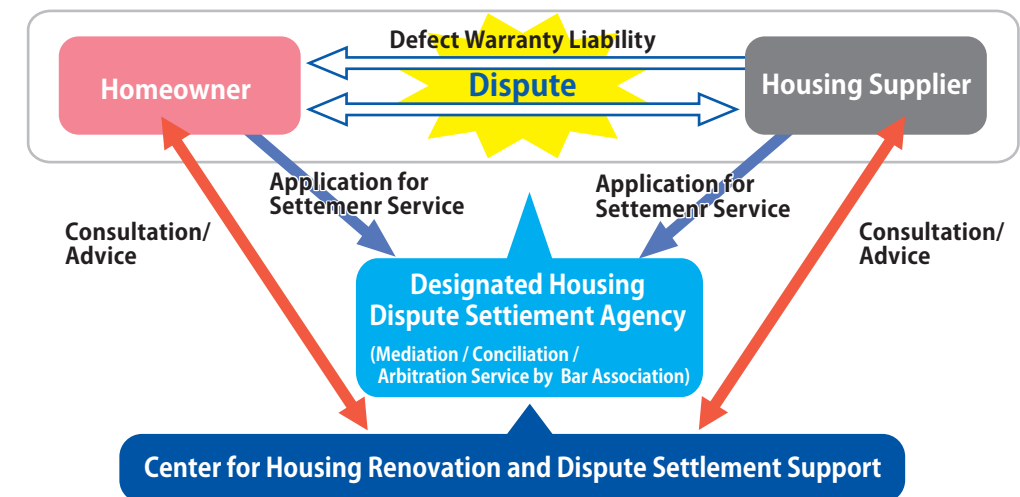 Defect Warranty Liability
Homeowner
Dispute
Housing Supplier
Application for
Settemenr Service
Application for
Settemenr Service
Consultation/
Advice
Consultation/
Advice
Designated Housing
Dispute Settiement Agency
(Mediation / Conciliation /
Arbitration Service by Bar Association)
Center for Housing Renovation and Dispute Settlement Support